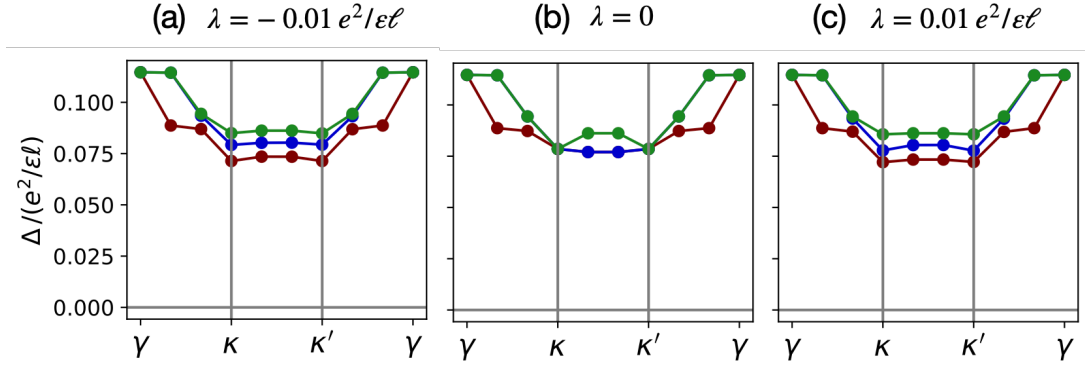 (a) λ = − 0.01 e²/εℓ
(b) λ = 0
(c) λ = 0.01 e²/εℓ
Δ/(e²/εℓ)
0.100
0.075
0.050
0.025
0.000
γ κ κ′ γ
γ κ κ′ γ
γ κ κ′ γ